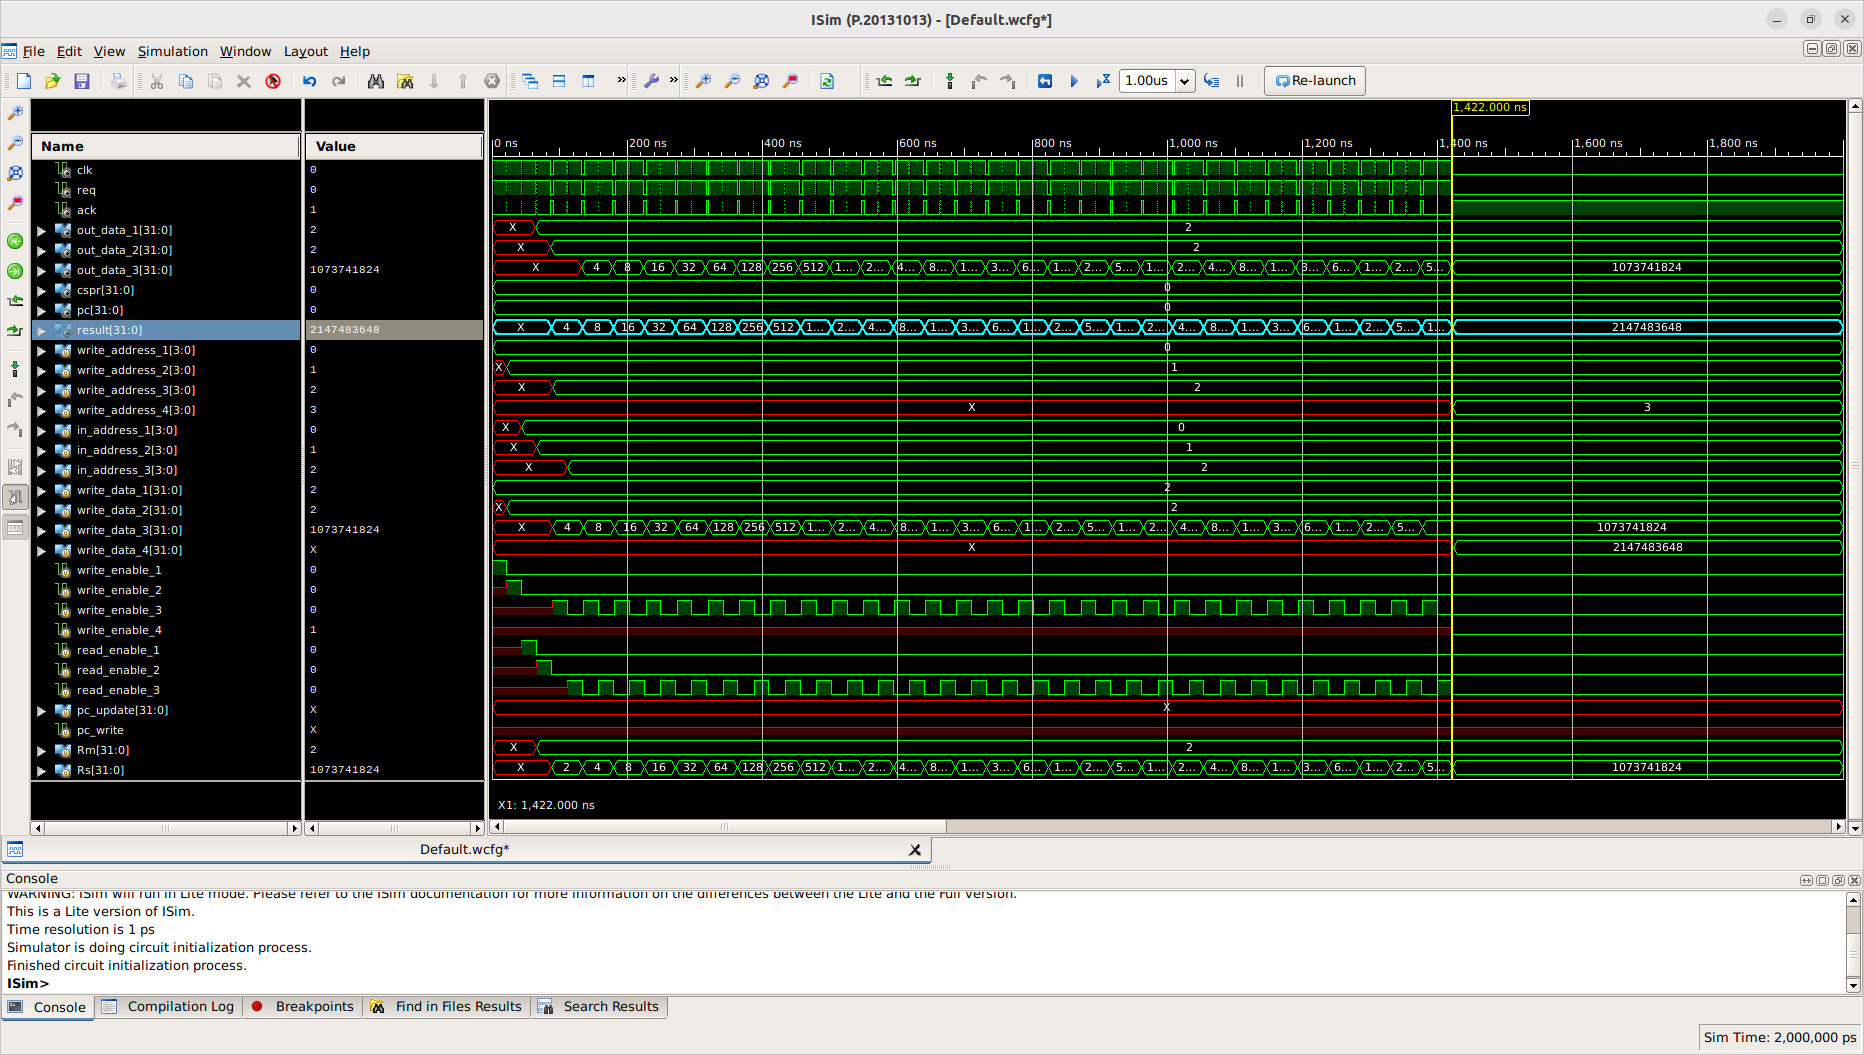 ISim (P.20131013) - [Default.wcfg*]
File Edit View Simulation Window Layout Help
1.00us Re-launch
1,422.000 ns
Name Value
0 ns 200 ns 400 ns 600 ns 800 ns 1,000 ns 1,200 ns 1,400 ns 1,600 ns 1,800 ns
clk 0
req 0
ack 1
out_data_1[31:0] 2 X 2
out_data_2[31:0] 2 X 2
out_data_3[31:0] 1073741824 X 4 8 16 32 64 128 256 512 1... 2... 4... 8... 1... 3... 6... 1... 2... 5... 1... 2... 4... 8... 1... 3... 6... 1... 2... 5... 1073741824
cspr[31:0] 0 0
pc[31:0] 0 0
result[31:0] 2147483648 X 4 8 16 32 64 128 256 512 1... 2... 4... 8... 1... 3... 6... 1... 2... 5... 1... 2... 4... 8... 1... 3... 6... 1... 2... 5... 1... 2147483648
write_address_1[3:0] 0 0
write_address_2[3:0] 1 X 1
write_address_3[3:0] 2 X 2
write_address_4[3:0] 3 X 3
in_address_1[3:0] 0 X 0
in_address_2[3:0] 1 X 1
in_address_3[3:0] 2 X 2
write_data_1[31:0] 2 2
write_data_2[31:0] 2 X 2
write_data_3[31:0] 1073741824 X 4 8 16 32 64 128 256 512 1... 2... 4... 8... 1... 3... 6... 1... 2... 5... 1... 2... 4... 8... 1... 3... 6... 1... 2... 5... 1073741824
write_data_4[31:0] X X 2147483648
write_enable_1 0
write_enable_2 0
write_enable_3 0
write_enable_4 1
read_enable_1 0
read_enable_2 0
read_enable_3 0
pc_update[31:0] X X
pc_write X
Rm[31:0] 2 X 2
Rs[31:0] 1073741824 X 2 4 8 16 32 64 128 256 512 1... 2... 4... 8... 1... 3... 6... 1... 2... 5... 1... 2... 4... 8... 1... 3... 6... 1... 2... 5... 1073741824
X1: 1,422.000 ns
Default.wcfg*
Console
WARNING: ISim will run in Lite mode. Please refer to the ISim documentation for more information on the differences between the Lite and the Full version.
This is a Lite version of ISim.
Time resolution is 1 ps
Simulator is doing circuit initialization process.
Finished circuit initialization process.
ISim>
Console Compilation Log Breakpoints Find in Files Results Search Results
Sim Time: 2,000,000 ps